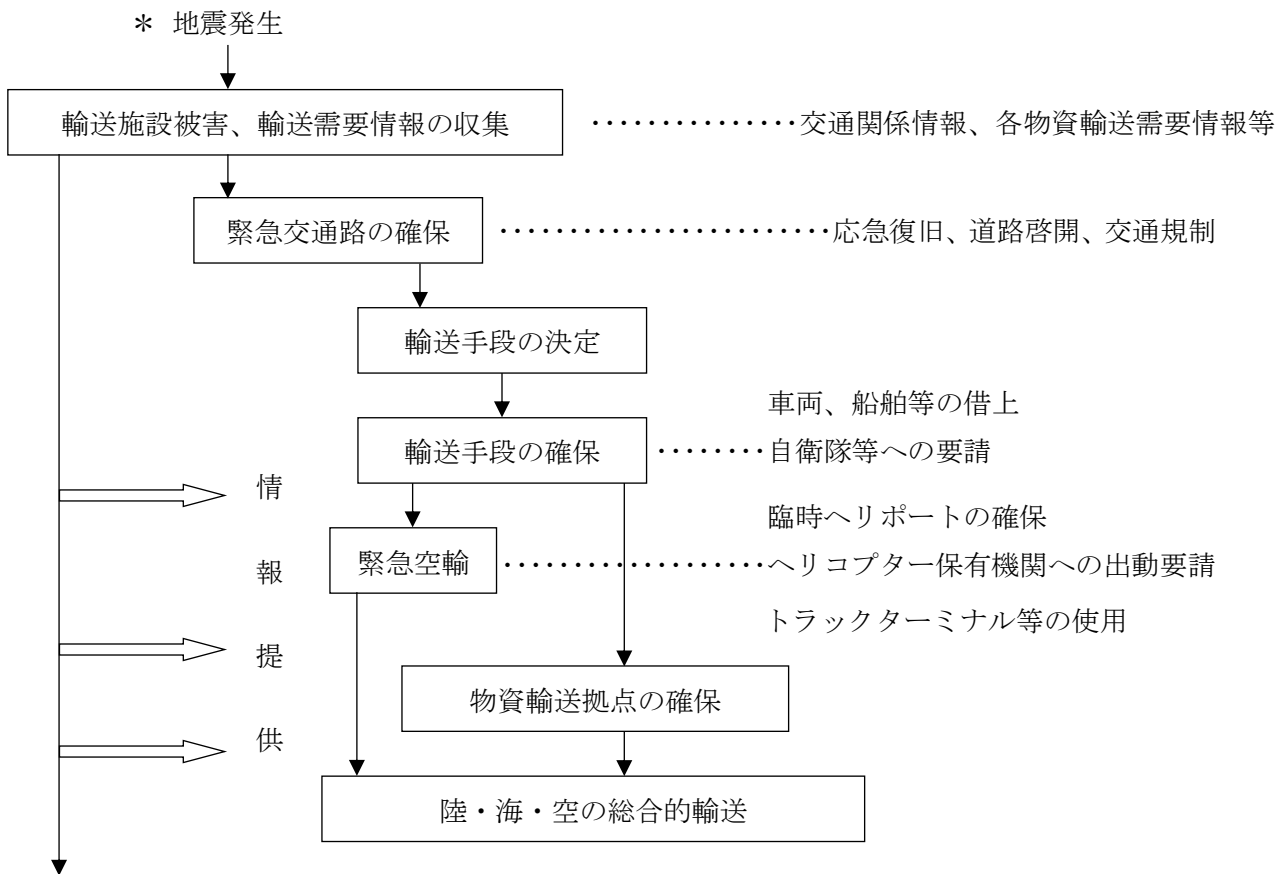 ＊ 地震発生
輸送施設被害、輸送需要情報の収集 ・・・・・・・・・・・・・・・交通関係情報、各物資輸送需要情報等
緊急交通路の確保 ・・・・・・・・・・・・・・・・・・・・・・・・応急復旧、道路啓開、交通規制
輸送手段の決定
車両、船舶等の借上
輸送手段の確保 ・・・・・・・・自衛隊等への要請
臨時ヘリポートの確保
緊急空輸 ・・・・・・・・・・・・・・・・・・・ヘリコプター保有機関への出動要請
トラックターミナル等の使用
情
報
提
供
物資輸送拠点の確保
陸・海・空の総合的輸送